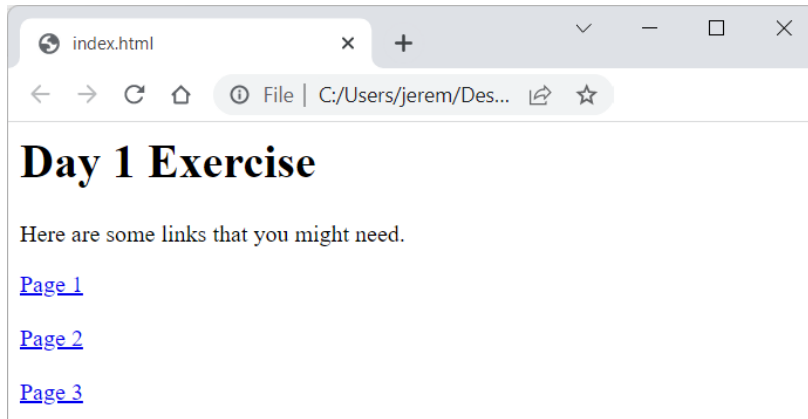 index.html
File | C:/Users/jerem/Des...
Day 1 Exercise
Here are some links that you might need.
Page 1
Page 2
Page 3